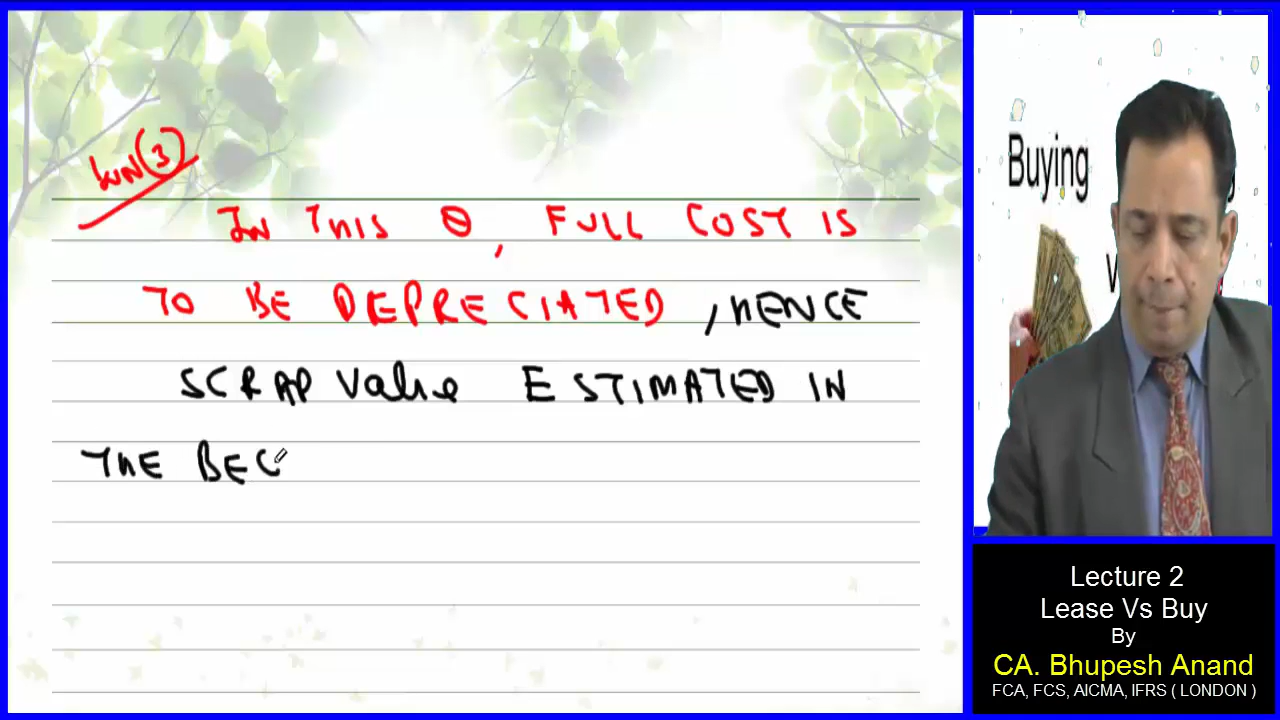 WN(3)
IN THIS Q, FULL COST IS
TO BE DEPRECIATED, HENCE
SCRAP Value ESTIMATED IN
THE BEG
Buying
Lecture 2
Lease Vs Buy
By
CA. Bhupesh Anand
FCA, FCS, AICMA, IFRS ( LONDON )